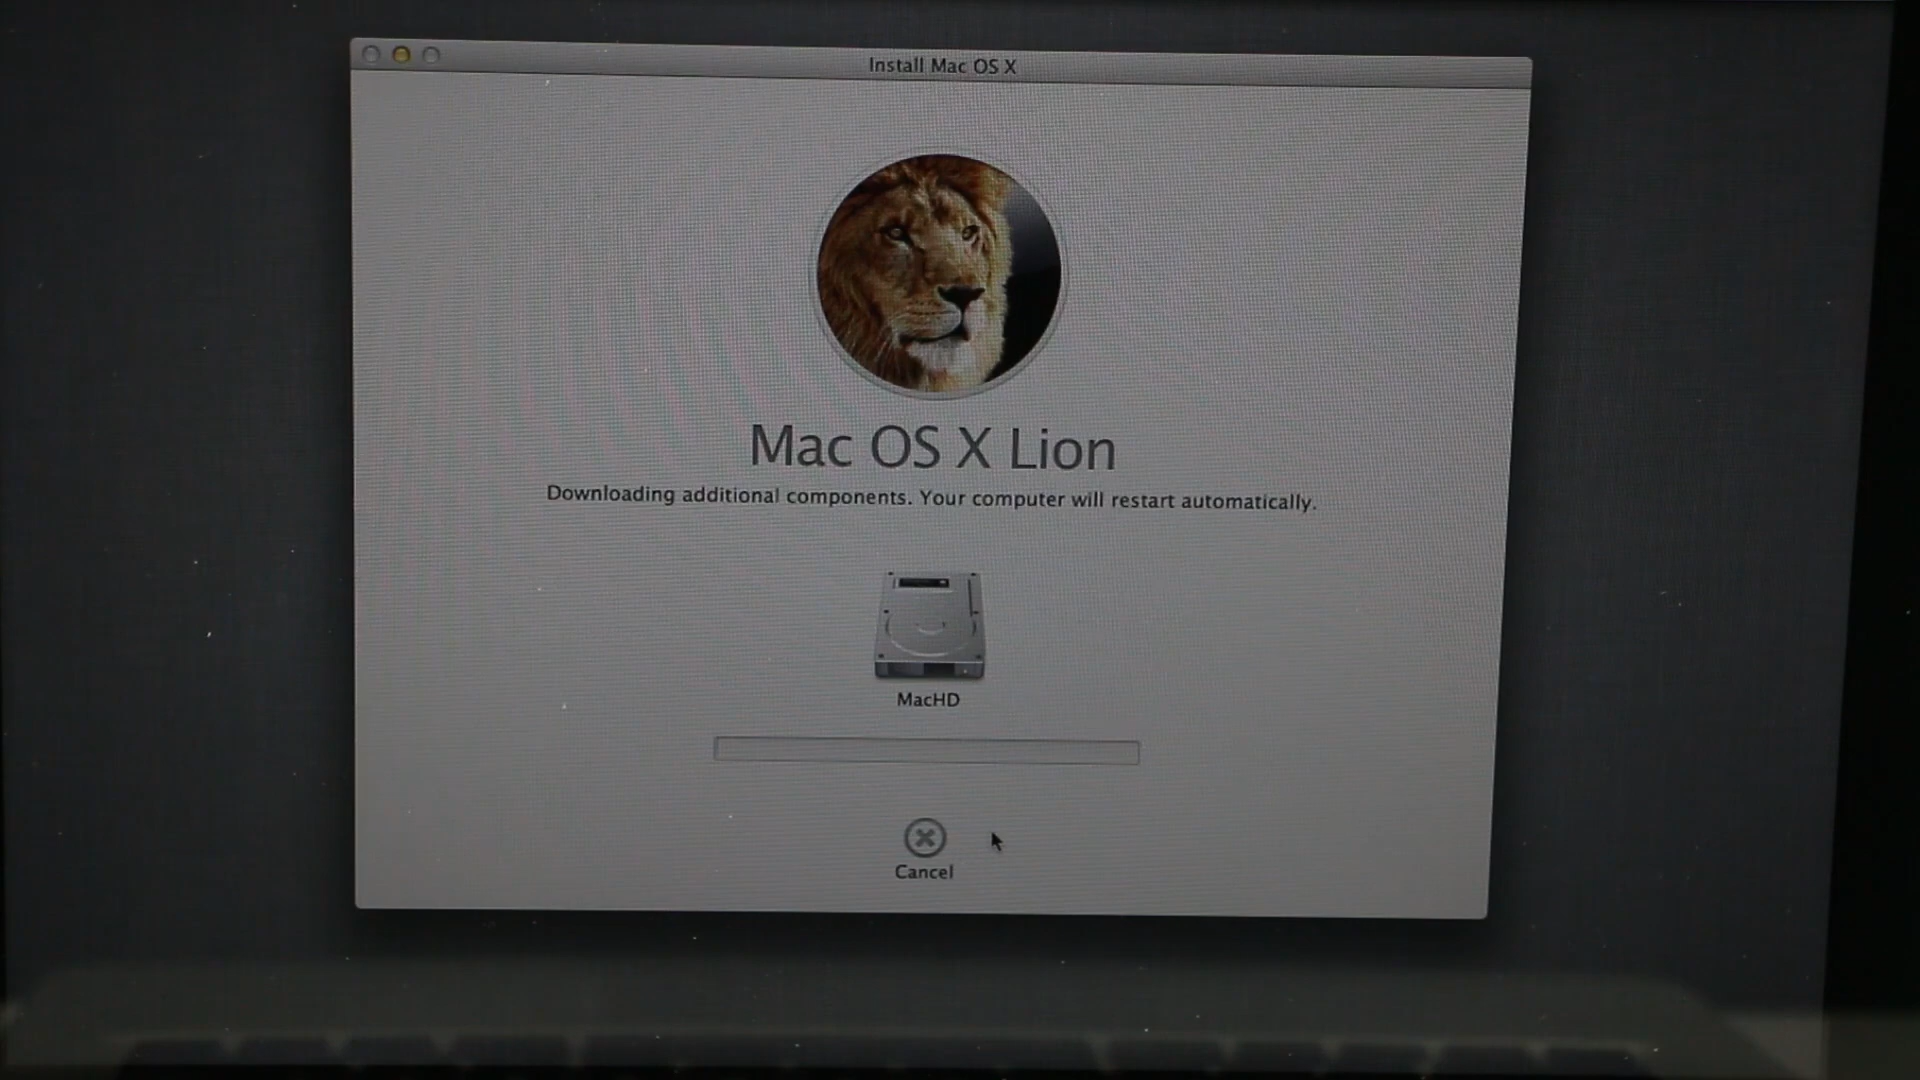 Install Mac OS X
Mac OS X Lion
Downloading additional components. Your computer will restart automatically.
MacHD
Cancel